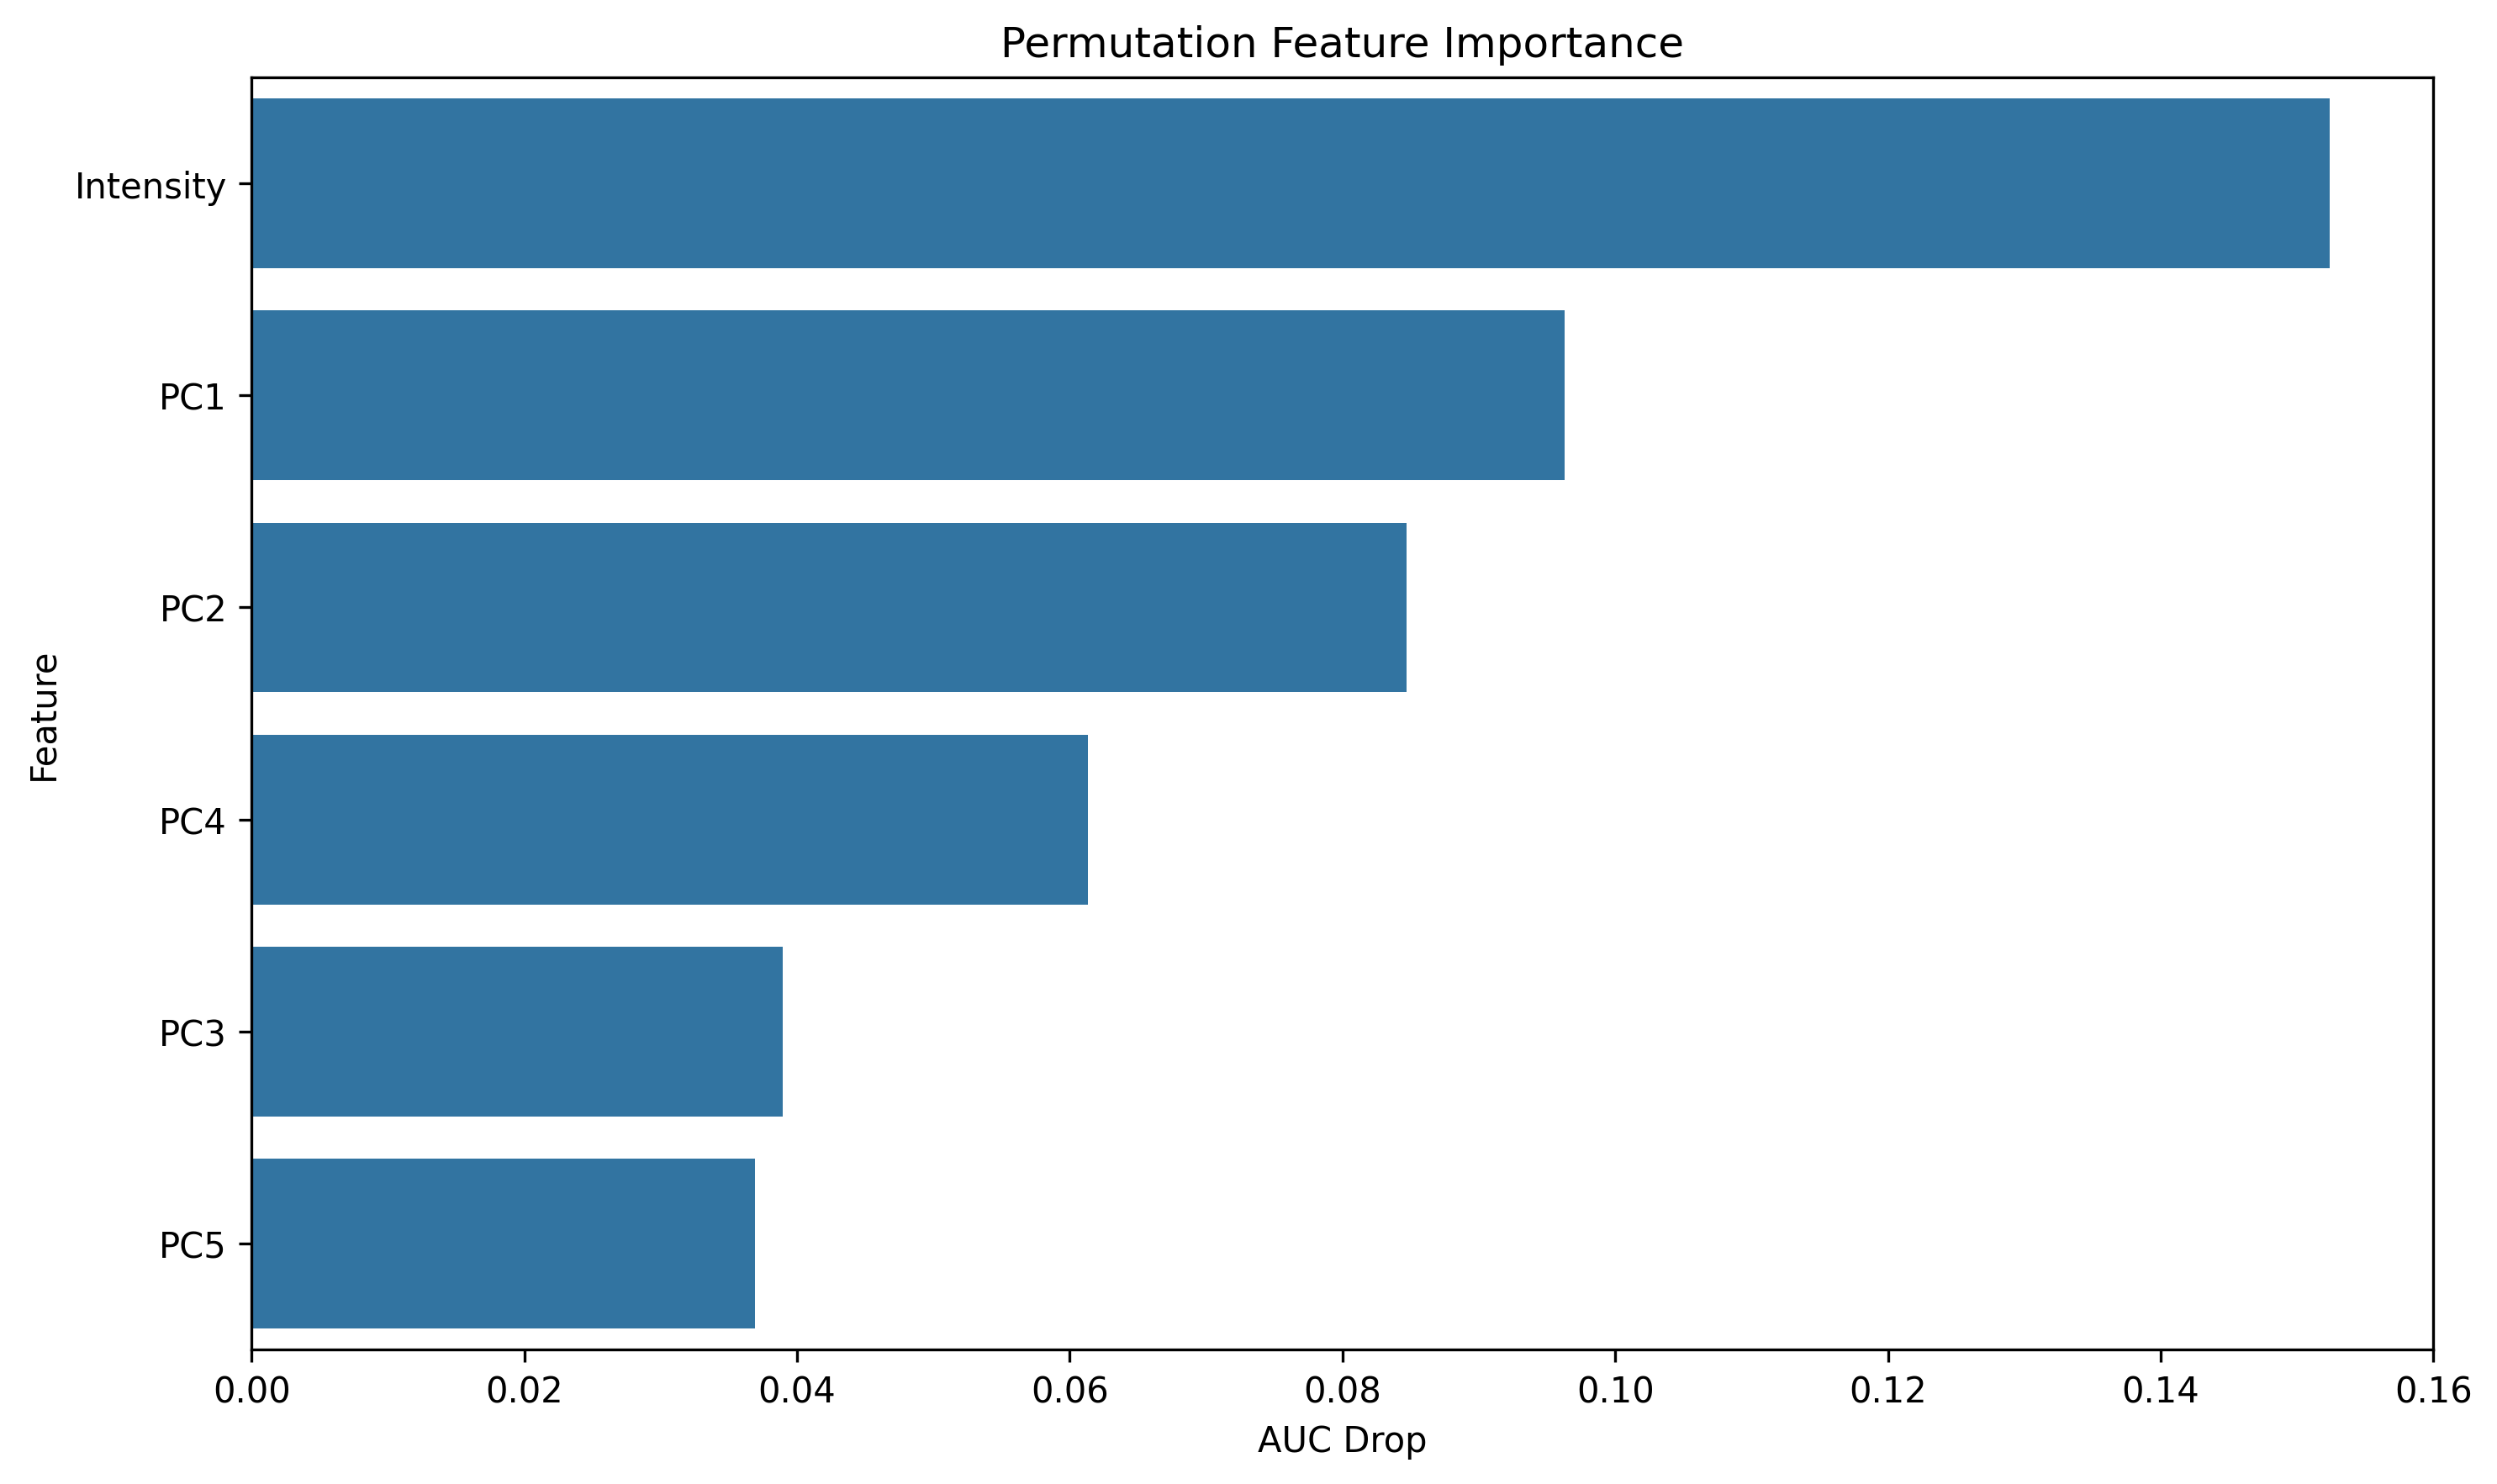 Permutation Feature Importance
Intensity
PC1
PC2
PC4
PC3
PC5
Feature
0.00 0.02 0.04 0.06 0.08 0.10 0.12 0.14 0.16
AUC Drop